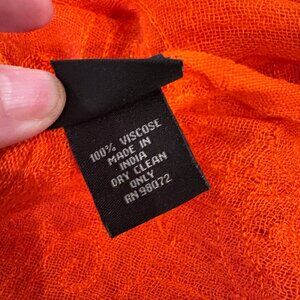 100% VISCOSE
MADE IN
INDIA
DRY CLEAN
ONLY
RN 98072